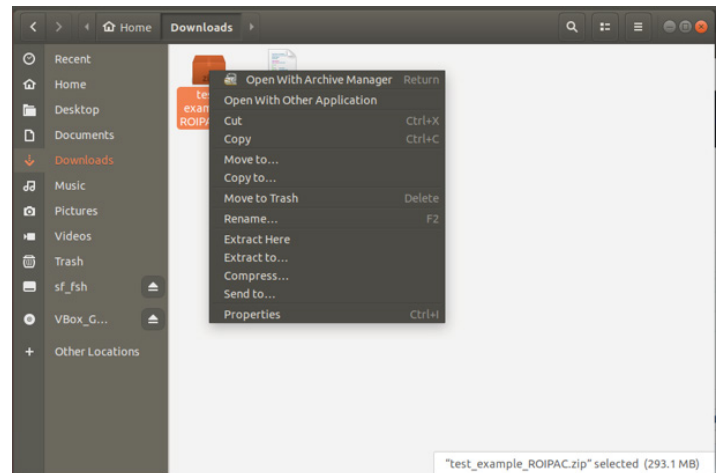 Home Downloads
Recent
Home
Desktop
Documents
Downloads
Music
Pictures
Videos
Trash
sf_fsh
VBox_G...
Other Locations
Open With Archive Manager Return
Open With Other Application
Cut Ctrl+X
Copy Ctrl+C
Move to...
Copy to...
Move to Trash Delete
Rename... F2
Extract Here
Extract to...
Compress...
Send to...
Properties Ctrl+I
"test_example_ROIPAC.zip" selected (293.1 MB)